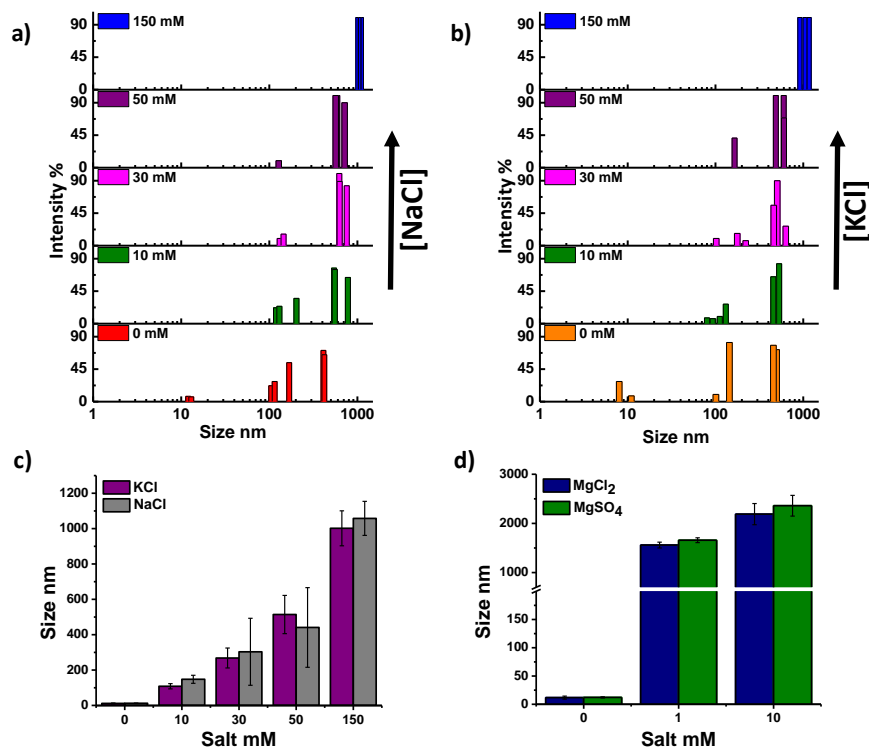 a)
Intensity %
90
45
0
150 mM
90
45
0
50 mM
90
45
0
30 mM
90
45
0
10 mM
90
45
0
0 mM
1 10 100 1000
Size nm
[NaCl]
b)
Intensity %
90
45
0
150 mM
90
45
0
50 mM
90
45
0
30 mM
90
45
0
10 mM
90
45
0
0 mM
1 10 100 1000
Size nm
[KCl]
c)
KCl
NaCl
Size nm
1200
1000
800
600
400
200
0
0 10 30 50 150
Salt mM
d)
MgCl₂
MgSO₄
Size nm
3000
2500
2000
1500
1000
150
100
50
0
0 1 10
Salt mM